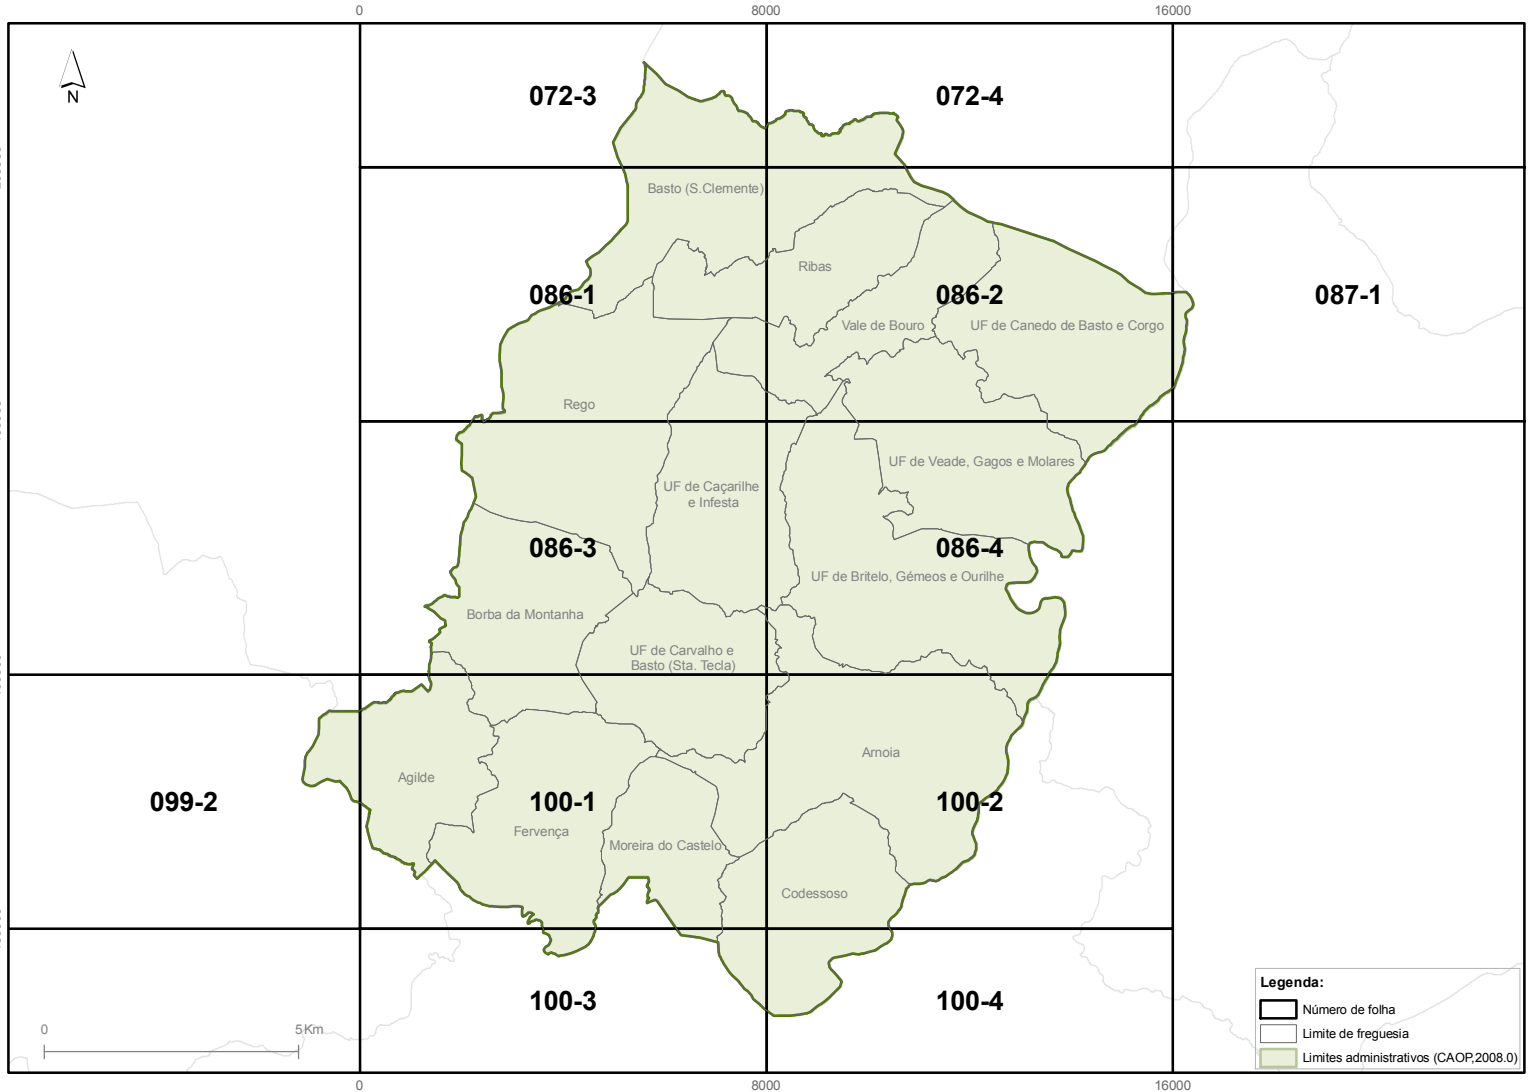 0
8000
16000
N
072-3
072-4
Basto (S.Clemente)
Ribas
086-1
086-2
087-1
Vale de Bouro
UF de Canedo de Basto e Corgo
Rego
UF de Veade, Gagos e Molares
UF de Caçarilhe
e Infesta
086-3
086-4
UF de Britelo, Gémeos e Ourilhe
Borba da Montanha
UF de Carvalho e
Basto (Sta. Tecla)
Arnoia
Agilde
099-2
100-1
100-2
Fervença
Moreira do Castelo
Codessoso
100-3
100-4
0
5Km
Legenda:
Número de folha
Limite de freguesia
Limites administrativos (CAOP,2008.0)
0
8000
16000